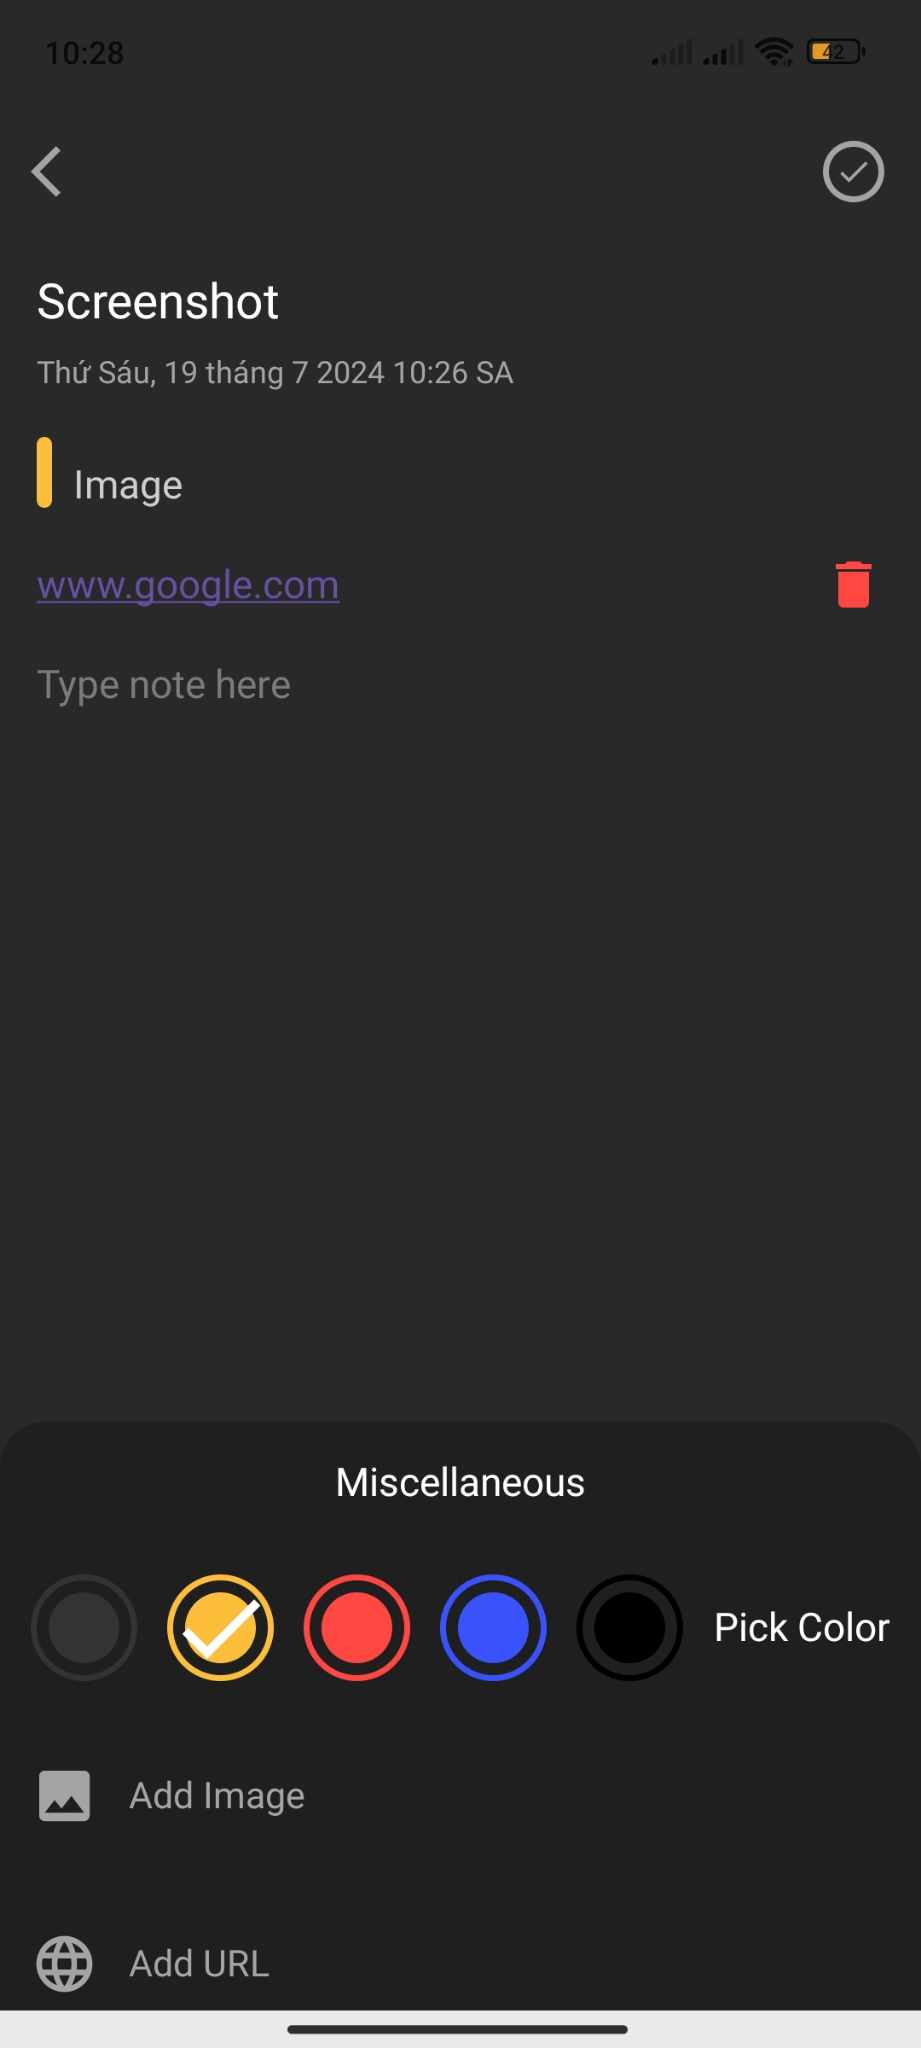 10:28
42
Screenshot
Thứ Sáu, 19 tháng 7 2024 10:26 SA
Image
www.google.com
Type note here
Miscellaneous
Pick Color
Add Image
Add URL